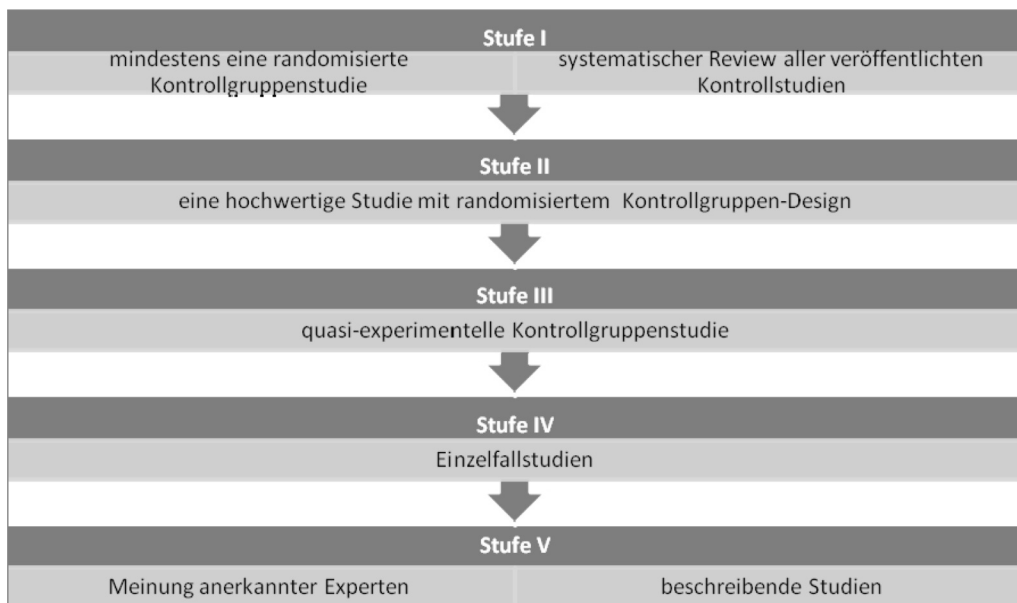 Stufe I
mindestens eine randomisierte
Kontrollgruppenstudie
systematischer Review aller veröffentlichten
Kontrollstudien
Stufe II
eine hochwertige Studie mit randomisiertem Kontrollgruppen-Design
Stufe III
quasi-experimentelle Kontrollgruppenstudie
Stufe IV
Einzelfallstudien
Stufe V
Meinung anerkannter Experten
beschreibende Studien